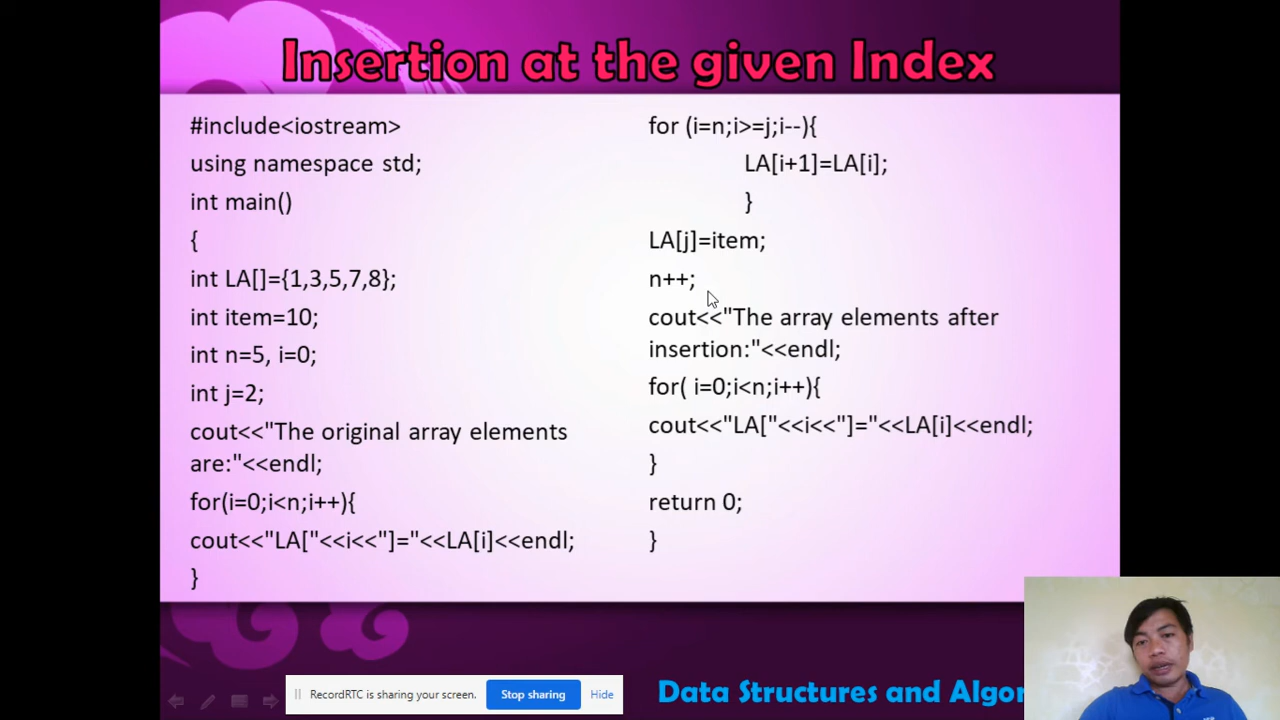 Insertion at the given Index
#include<iostream>
using namespace std;
int main()
{
int LA[]={1,3,5,7,8};
int item=10;
int n=5, i=0;
int j=2;
cout<<"The original array elements
are:"<<endl;
for(i=0;i<n;i++){
cout<<"LA["<<i<<"]="<<LA[i]<<endl;
}
for (i=n;i>=j;i--){
LA[i+1]=LA[i];
}
LA[j]=item;
n++;
cout<<"The array elements after
insertion:"<<endl;
for( i=0;i<n;i++){
cout<<"LA["<<i<<"]="<<LA[i]<<endl;
}
return 0;
}
RecordRTC is sharing your screen. Stop sharing Hide
Data Structures and Algor